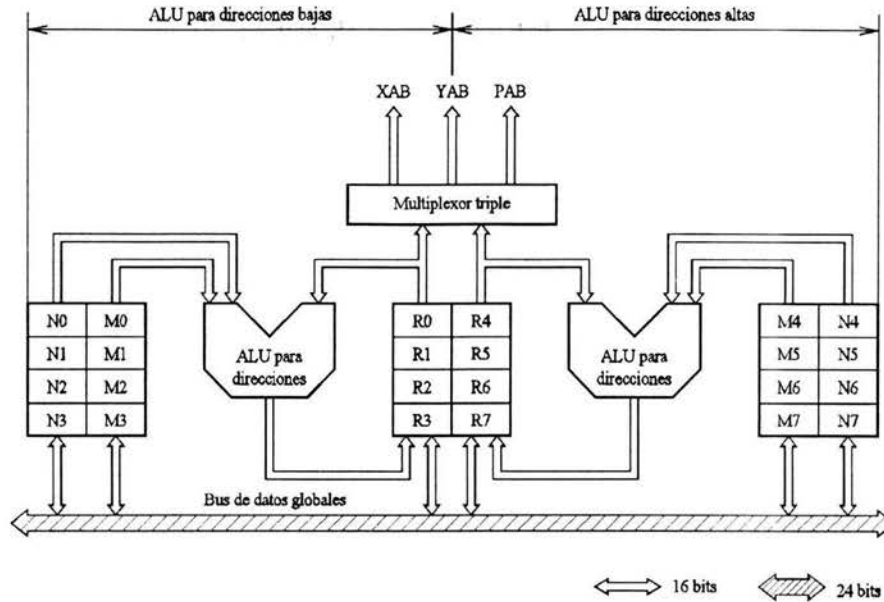 ALU para direcciones bajas
ALU para direcciones altas
XAB YAB PAB
Multiplexor triple
N0 M0
N1 M1
N2 M2
N3 M3
ALU para
direcciones
R0 R4
R1 R5
R2 R6
R3 R7
ALU para
direcciones
M4 N4
M5 N5
M6 N6
M7 N7
Bus de datos globales
16 bits
24 bits